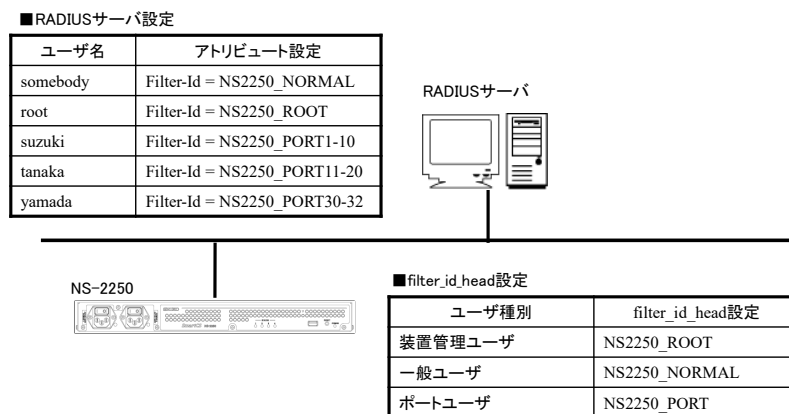 ■RADIUSサーバ設定
ユーザ名 アトリビュート設定
somebody Filter-Id = NS2250_NORMAL
root Filter-Id = NS2250_ROOT
suzuki Filter-Id = NS2250_PORT1-10
tanaka Filter-Id = NS2250_PORT11-20
yamada Filter-Id = NS2250_PORT30-32
RADIUSサーバ
NS-2250
■filter_id_head設定
ユーザ種別 filter_id_head設定
装置管理ユーザ NS2250_ROOT
一般ユーザ NS2250_NORMAL
ポートユーザ NS2250_PORT